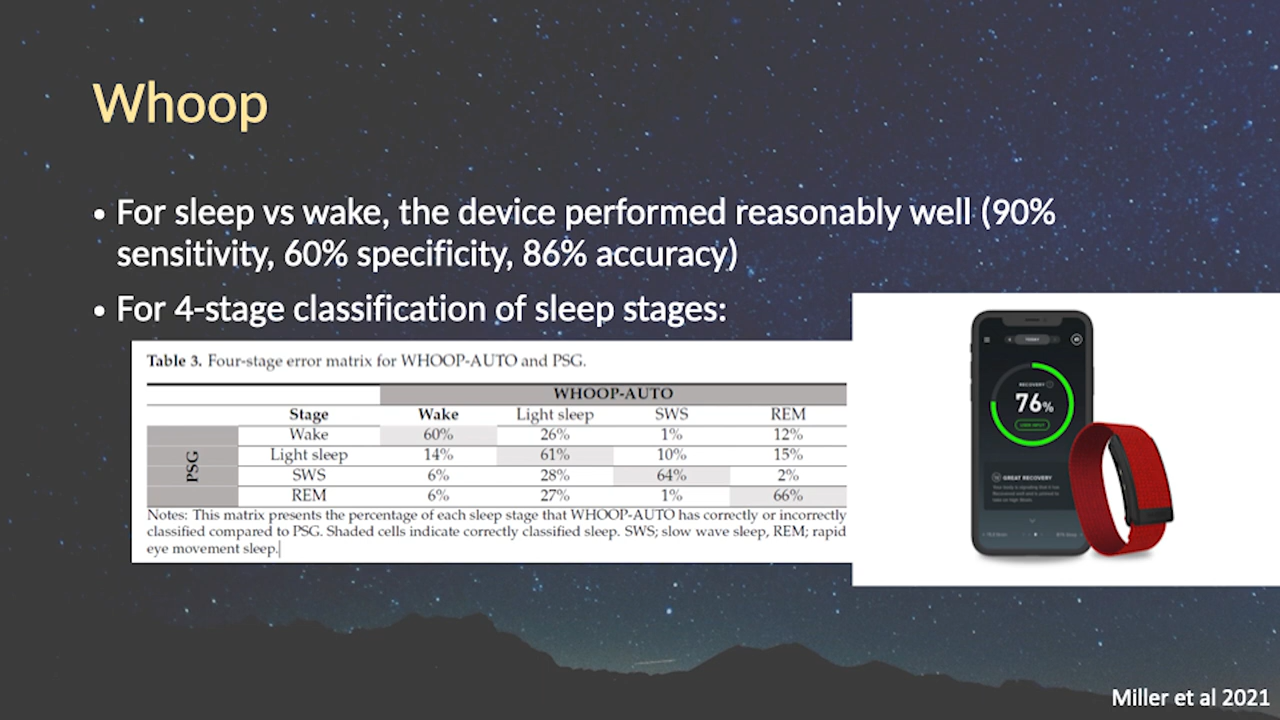 Whoop
• For sleep vs wake, the device performed reasonably well (90%
sensitivity, 60% specificity, 86% accuracy)
• For 4-stage classification of sleep stages:
Table 3. Four-stage error matrix for WHOOP-AUTO and PSG.
WHOOP-AUTO
Stage Wake Light sleep SWS REM
PSG
Wake 60% 26% 1% 12%
Light sleep 14% 61% 10% 15%
SWS 6% 28% 64% 2%
REM 6% 27% 1% 66%
Notes: This matrix presents the percentage of each sleep stage that WHOOP-AUTO has correctly or incorrectly
classified compared to PSG. Shaded cells indicate correctly classified sleep. SWS; slow wave sleep, REM; rapid
eye movement sleep.
TODAY
RECOVERY
76%
GREAT RECOVERY
Miller et al 2021